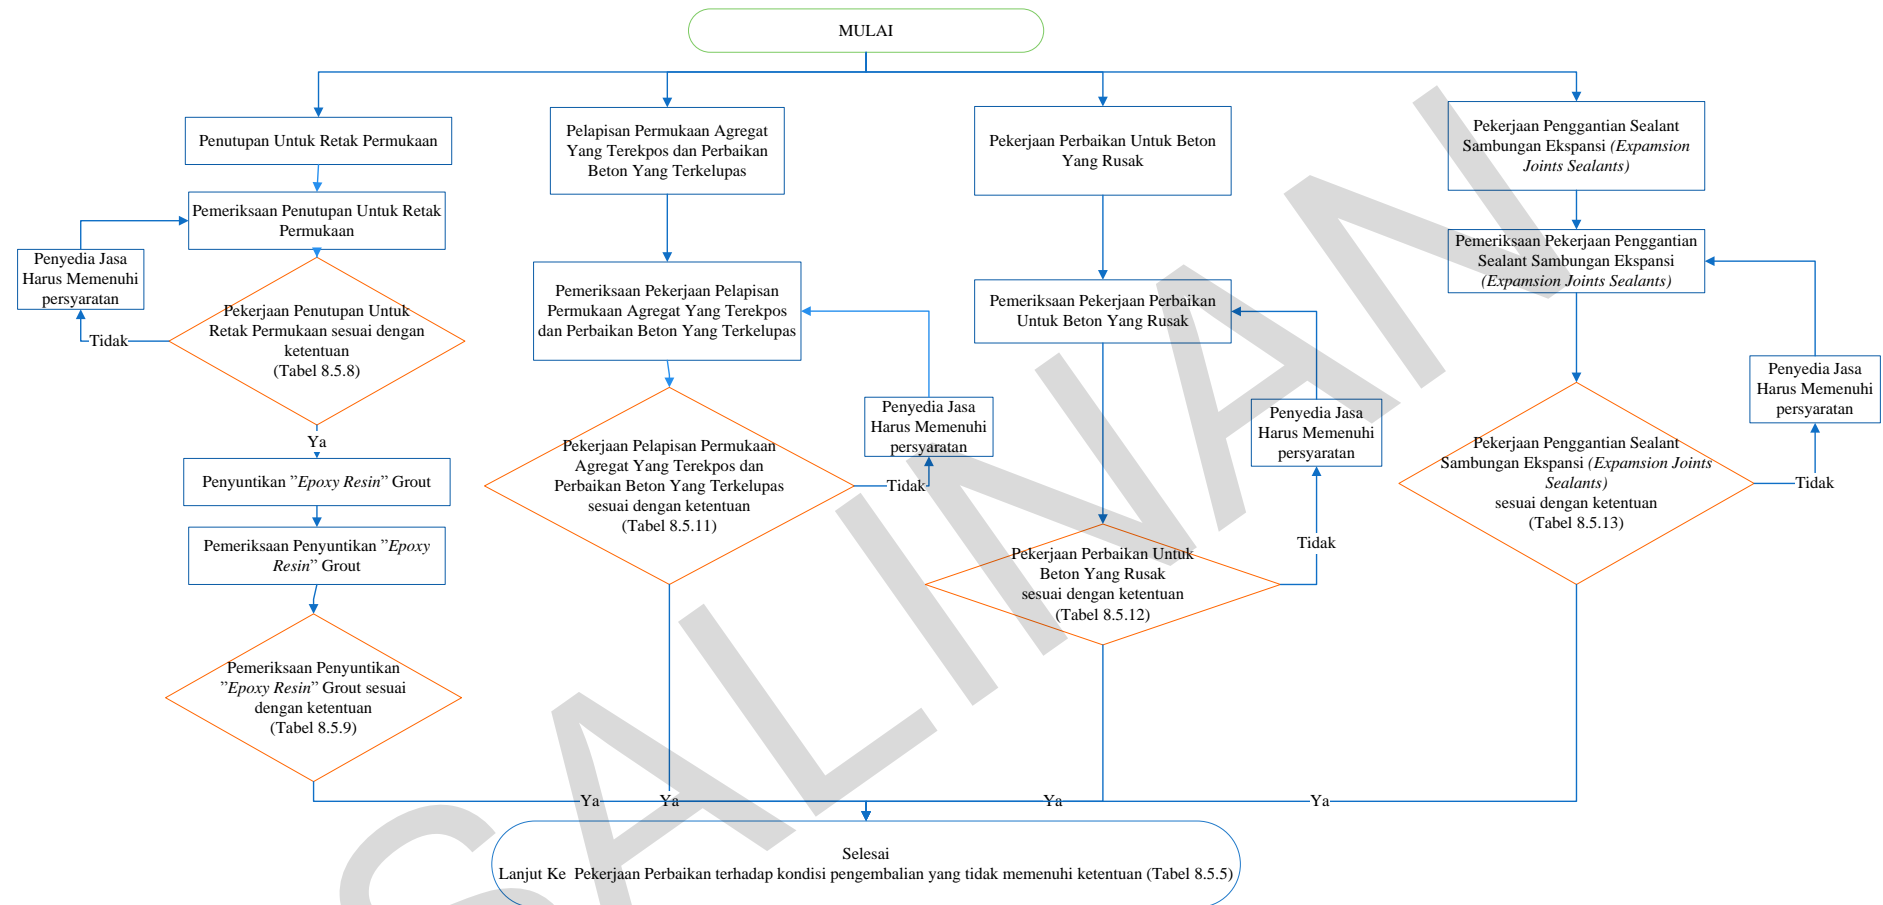 MULAI
Penutupan Untuk Retak Permukaan
Pemeriksaan Penutupan Untuk Retak
Permukaan
Penyedia Jasa
Harus Memenuhi
persyaratan
Pekerjaan Penutupan Untuk
Retak Permukaan sesuai dengan
ketentuan
(Tabel 8.5.8)
Tidak
Ya
Penyuntikan ”Epoxy Resin” Grout
Pemeriksaan Penyuntikan ”Epoxy
Resin” Grout
Pemeriksaan Penyuntikan
”Epoxy Resin” Grout sesuai
dengan ketentuan
(Tabel 8.5.9)
Ya
Pelapisan Permukaan Agregat
Yang Terekpos dan Perbaikan
Beton Yang Terkelupas
Pemeriksaan Pekerjaan Pelapisan
Permukaan Agregat Yang Terekpos
dan Perbaikan Beton Yang Terkelupas
Penyedia Jasa
Harus Memenuhi
persyaratan
Pekerjaan Pelapisan Permukaan
Agregat Yang Terekpos dan
Perbaikan Beton Yang Terkelupas
sesuai dengan ketentuan
(Tabel 8.5.11)
Tidak
Ya
Pekerjaan Perbaikan Untuk Beton
Yang Rusak
Pemeriksaan Pekerjaan Perbaikan
Untuk Beton Yang Rusak
Penyedia Jasa
Harus Memenuhi
persyaratan
Tidak
Pekerjaan Perbaikan Untuk
Beton Yang Rusak
sesuai dengan ketentuan
(Tabel 8.5.12)
Ya
Pekerjaan Penggantian Sealant
Sambungan Ekspansi (Expamsion
Joints Sealants)
Pemeriksaan Pekerjaan Penggantian
Sealant Sambungan Ekspansi
(Expansion Joints Sealants)
Penyedia Jasa
Harus Memenuhi
persyaratan
Pekerjaan Penggantian Sealant
Sambungan Ekspansi (Expamsion Joints
Sealants)
sesuai dengan ketentuan
(Tabel 8.5.13)
Tidak
Ya
Selesai
Lanjut Ke Pekerjaan Perbaikan terhadap kondisi pengembalian yang tidak memenuhi ketentuan (Tabel 8.5.5)
SALINAN